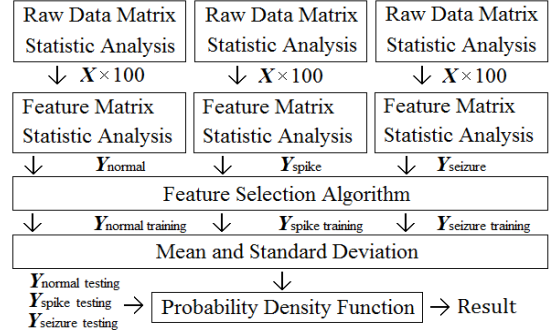 Raw Data Matrix Raw Data Matrix Raw Data Matrix
Statistic Analysis Statistic Analysis Statistic Analysis
X×100 X×100 X×100
Feature Matrix Feature Matrix Feature Matrix
Statistic Analysis Statistic Analysis Statistic Analysis
Ynormal Yspike Yseizure
Feature Selection Algorithm
Ynormal training Yspike training Yseizure training
Mean and Standard Deviation
Ynormal testing
Yspike testing
Yseizure testing
Probability Density Function
Result